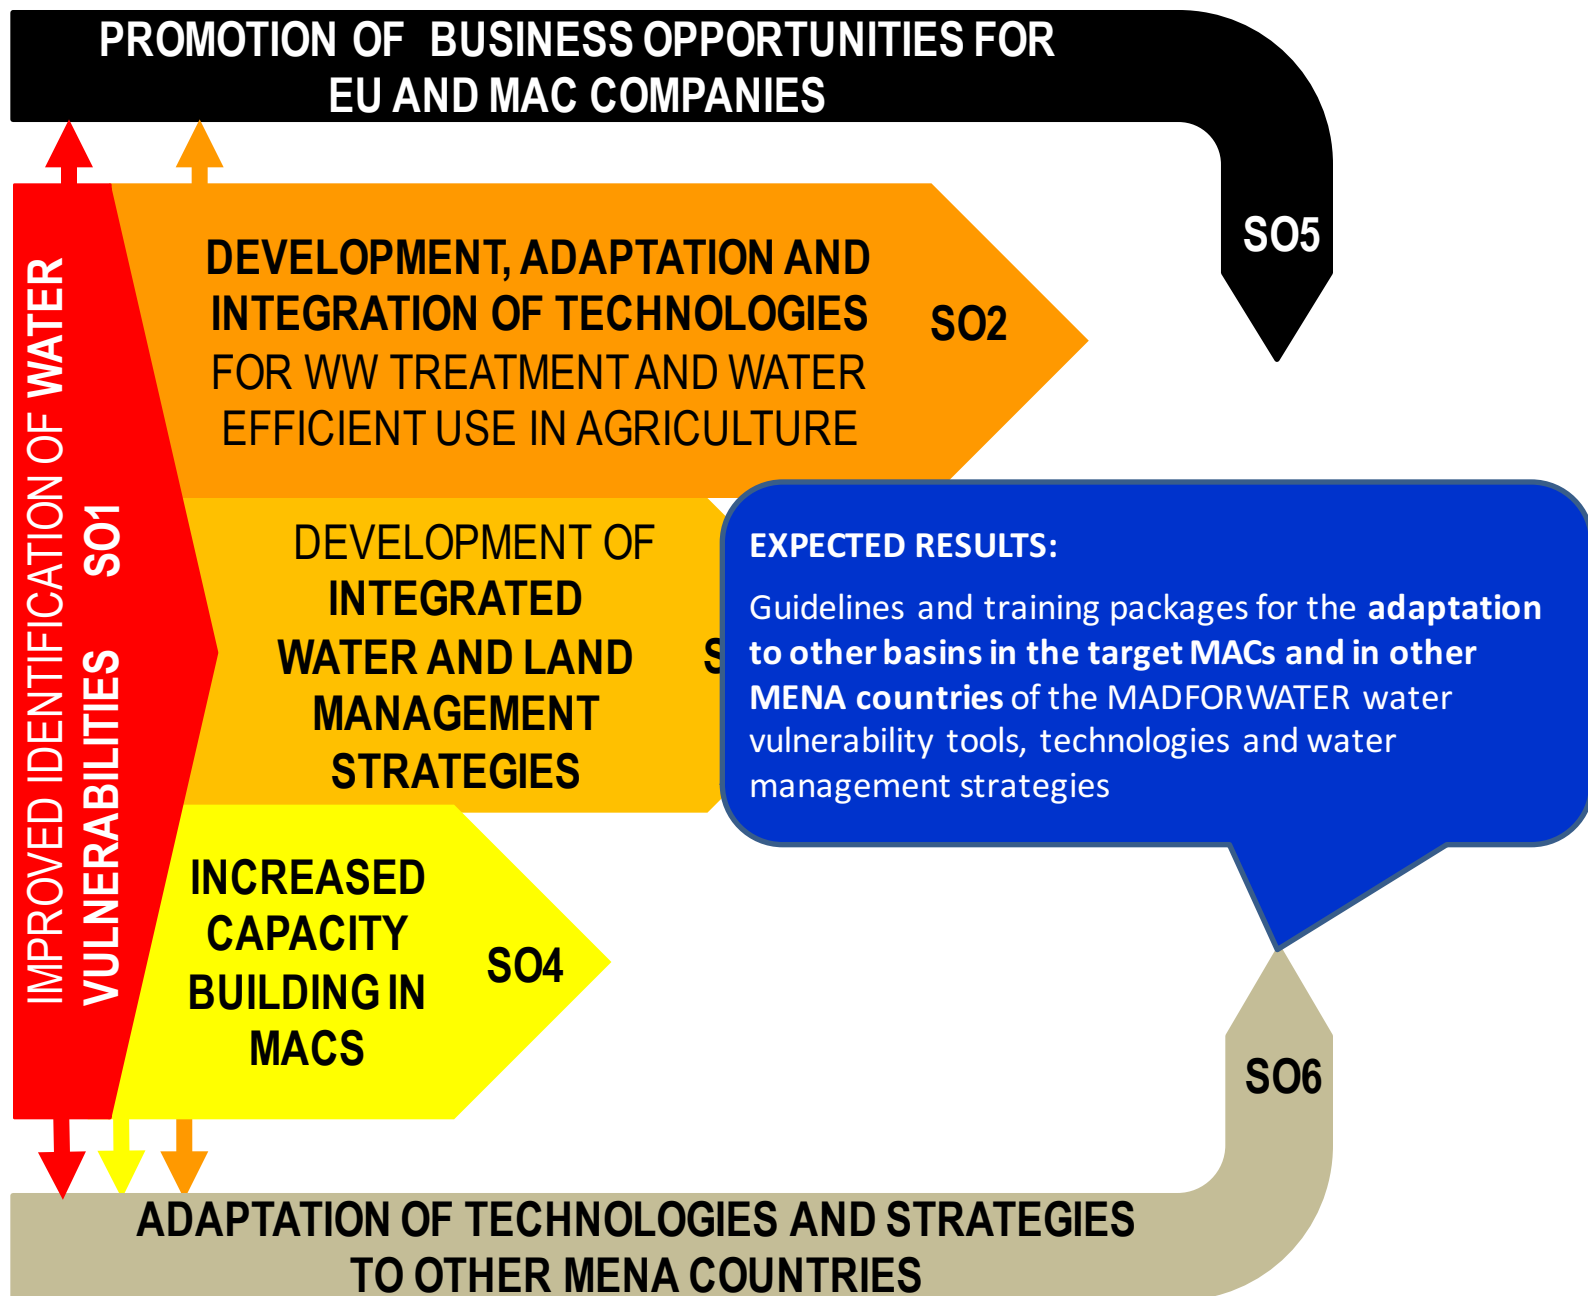 PROMOTION OF BUSINESS OPPORTUNITIES FOR
EU AND MAC COMPANIES
SO5
IMPROVED IDENTIFICATION OF WATER
VULNERABILITIES SO1
DEVELOPMENT, ADAPTATION AND
INTEGRATION OF TECHNOLOGIES
FOR WW TREATMENT AND WATER
EFFICIENT USE IN AGRICULTURE
SO2
DEVELOPMENT OF
INTEGRATED
WATER AND LAND
MANAGEMENT
STRATEGIES
EXPECTED RESULTS:
Guidelines and training packages for the adaptation
to other basins in the target MACs and in other
MENA countries of the MADFORWATER water
vulnerability tools, technologies and water
management strategies
INCREASED
CAPACITY
BUILDING IN
MACS
SO4
SO6
ADAPTATION OF TECHNOLOGIES AND STRATEGIES
TO OTHER MENA COUNTRIES